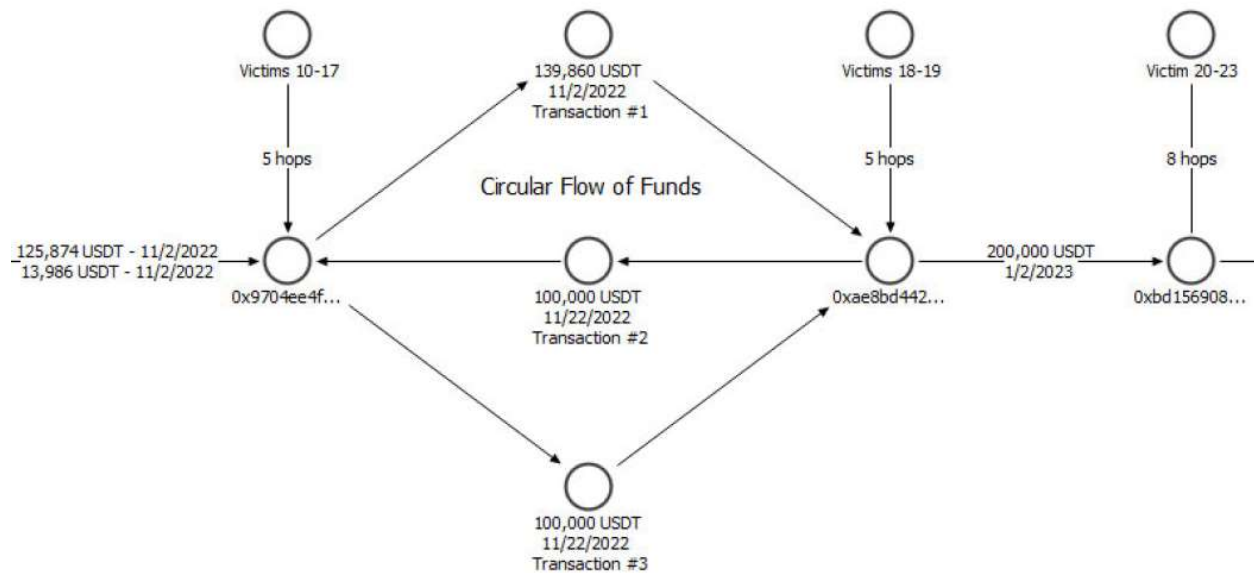 Victims 10-17
139,860 USDT
11/2/2022
Transaction #1
Victims 18-19
Victim 20-23
5 hops
5 hops
8 hops
Circular Flow of Funds
125,874 USDT - 11/2/2022
13,986 USDT - 11/2/2022
0x9704ee4f...
100,000 USDT
11/22/2022
Transaction #2
0xae8bd442...
200,000 USDT
1/2/2023
0xbd156908...
100,000 USDT
11/22/2022
Transaction #3